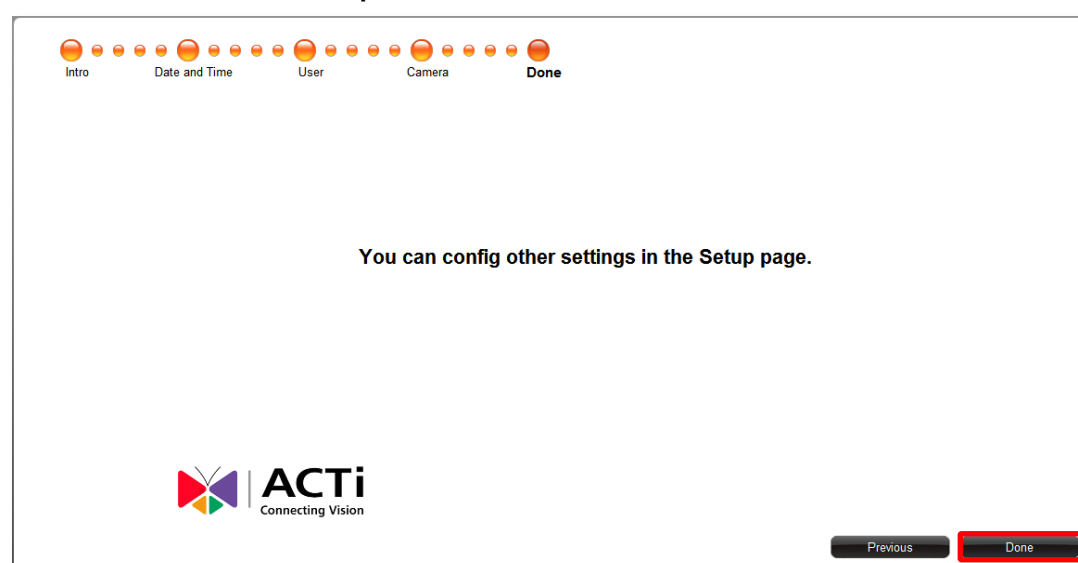 Intro Date and Time User Camera Done
You can config other settings in the Setup page.
ACTi
Connecting Vision
Previous Done